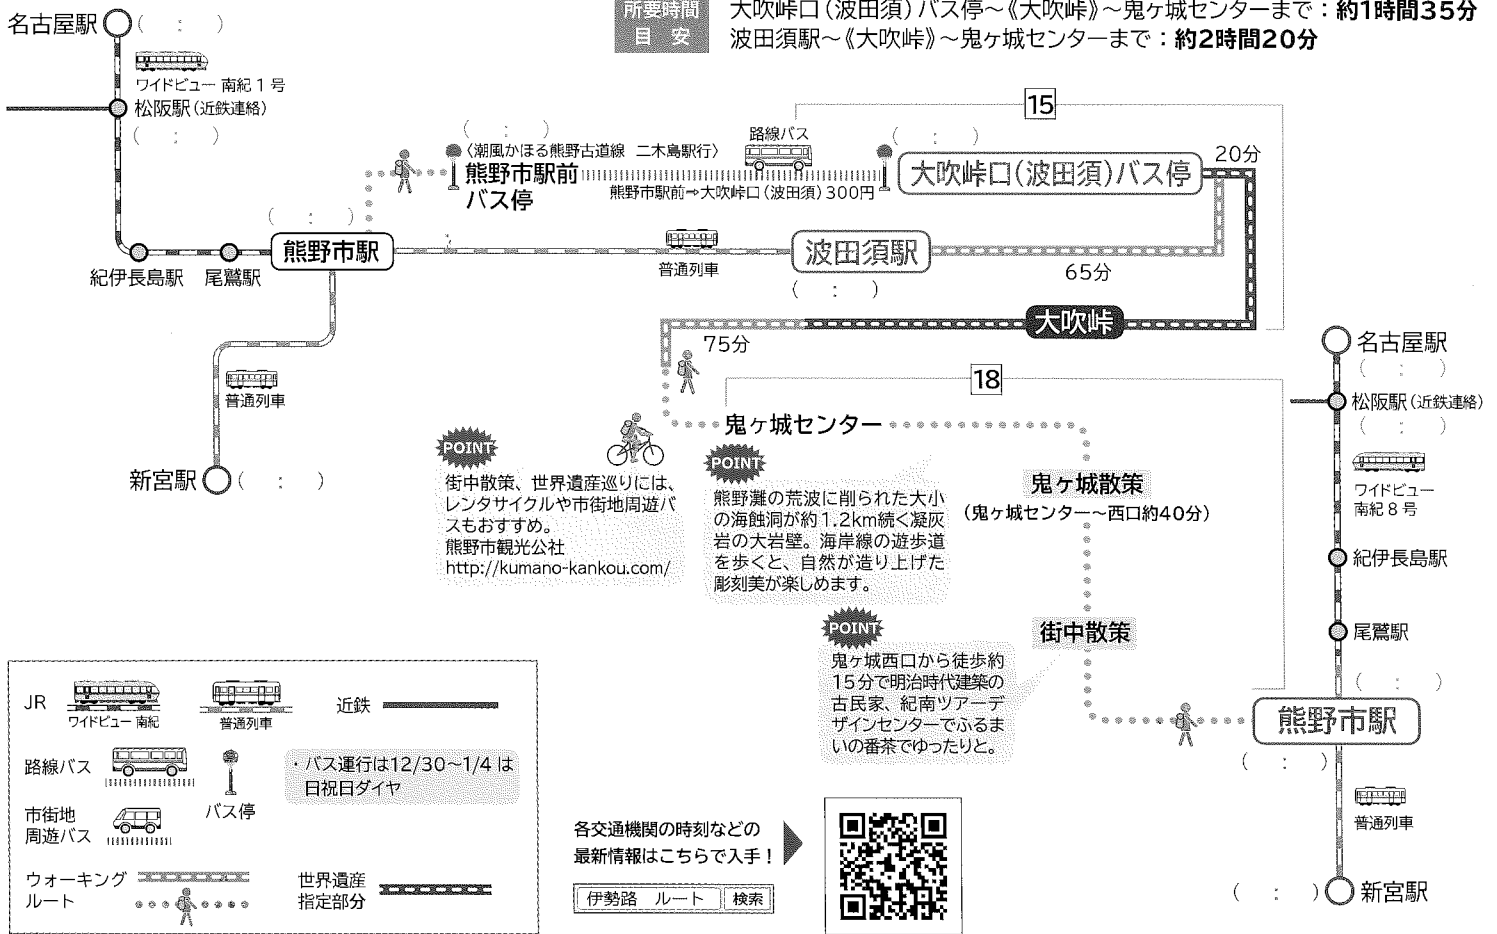 所要時間
目安
大吹峠口(波田須)バス停～《大吹峠》～鬼ヶ城センターまで：約1時間35分
波田須駅～《大吹峠》～鬼ヶ城センターまで：約2時間20分
名古屋駅 ( : )
ワイドビュー 南紀1号
松阪駅(近鉄連絡)
( : )
紀伊長島駅
尾鷲駅
( : )
熊野市駅
普通列車
新宮駅 ( : )
( : )
〈潮風かほる熊野古道線 二木島駅行〉
熊野市駅前
バス停
路線バス
熊野市駅前⇒大吹峠口(波田須)300円
15
( : )
大吹峠口(波田須)バス停
20分
普通列車
波田須駅
( : )
65分
大吹峠
75分
18
鬼ヶ城センター
POINT
街中散策、世界遺産巡りには、
レンタサイクルや市街地周遊バ
スもおすすめ。
熊野市観光公社
http://kumano-kankou.com/
POINT
熊野灘の荒波に削られた大小
の海蝕洞が約1.2km続く凝灰
岩の大岩壁。海岸線の遊歩道
を歩くと、自然が造り上げた
彫刻美が楽しめます。
鬼ヶ城散策
(鬼ヶ城センター～西口約40分)
街中散策
POINT
鬼ヶ城西口から徒歩約
15分で明治時代建築の
古民家、紀南ツアーデ
ザインセンターでふるま
いの番茶でゆったりと。
名古屋駅
( : )
松阪駅(近鉄連絡)
( : )
ワイドビュー
南紀8号
紀伊長島駅
尾鷲駅
( : )
熊野市駅
( : )
普通列車
( : ) 新宮駅
JR
ワイドビュー 南紀
普通列車
近鉄
路線バス
バス停
・バス運行は12/30～1/4は
日祝日ダイヤ
市街地
周遊バス
ウォーキング
ルート
世界遺産
指定部分
各交通機関の時刻などの
最新情報はこちらで入手！
伊勢路 ルート 検索